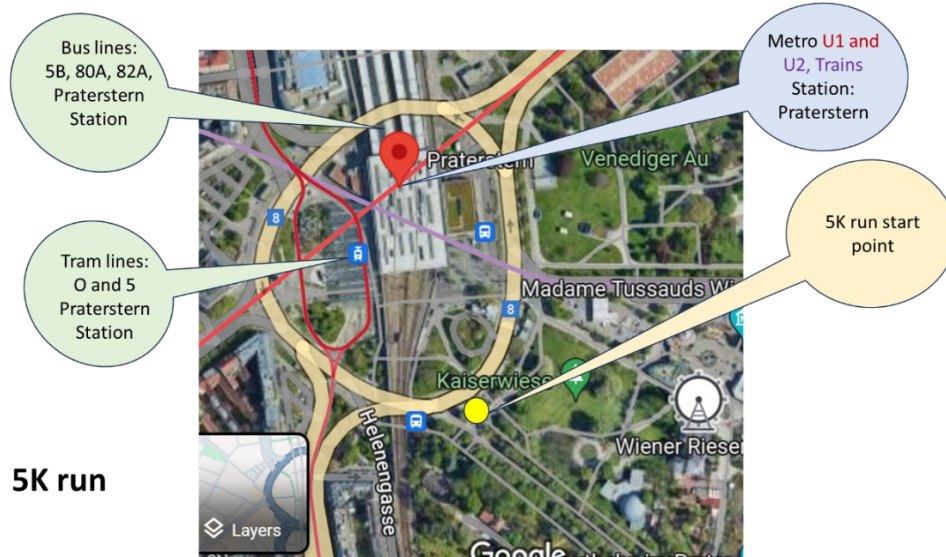 Bus lines:
5B, 80A, 82A,
Praterstern
Station
Metro U1 and
U2, Trains
Station:
Praterstern
Tram lines:
O and 5
Praterstern
Station
5K run start
point
5K run
Praterstern
Venediger Au
8
8
Madame Tussauds Wi
Kaiserwiese
Wiener Rieser
Helenengasse
Layers
Google